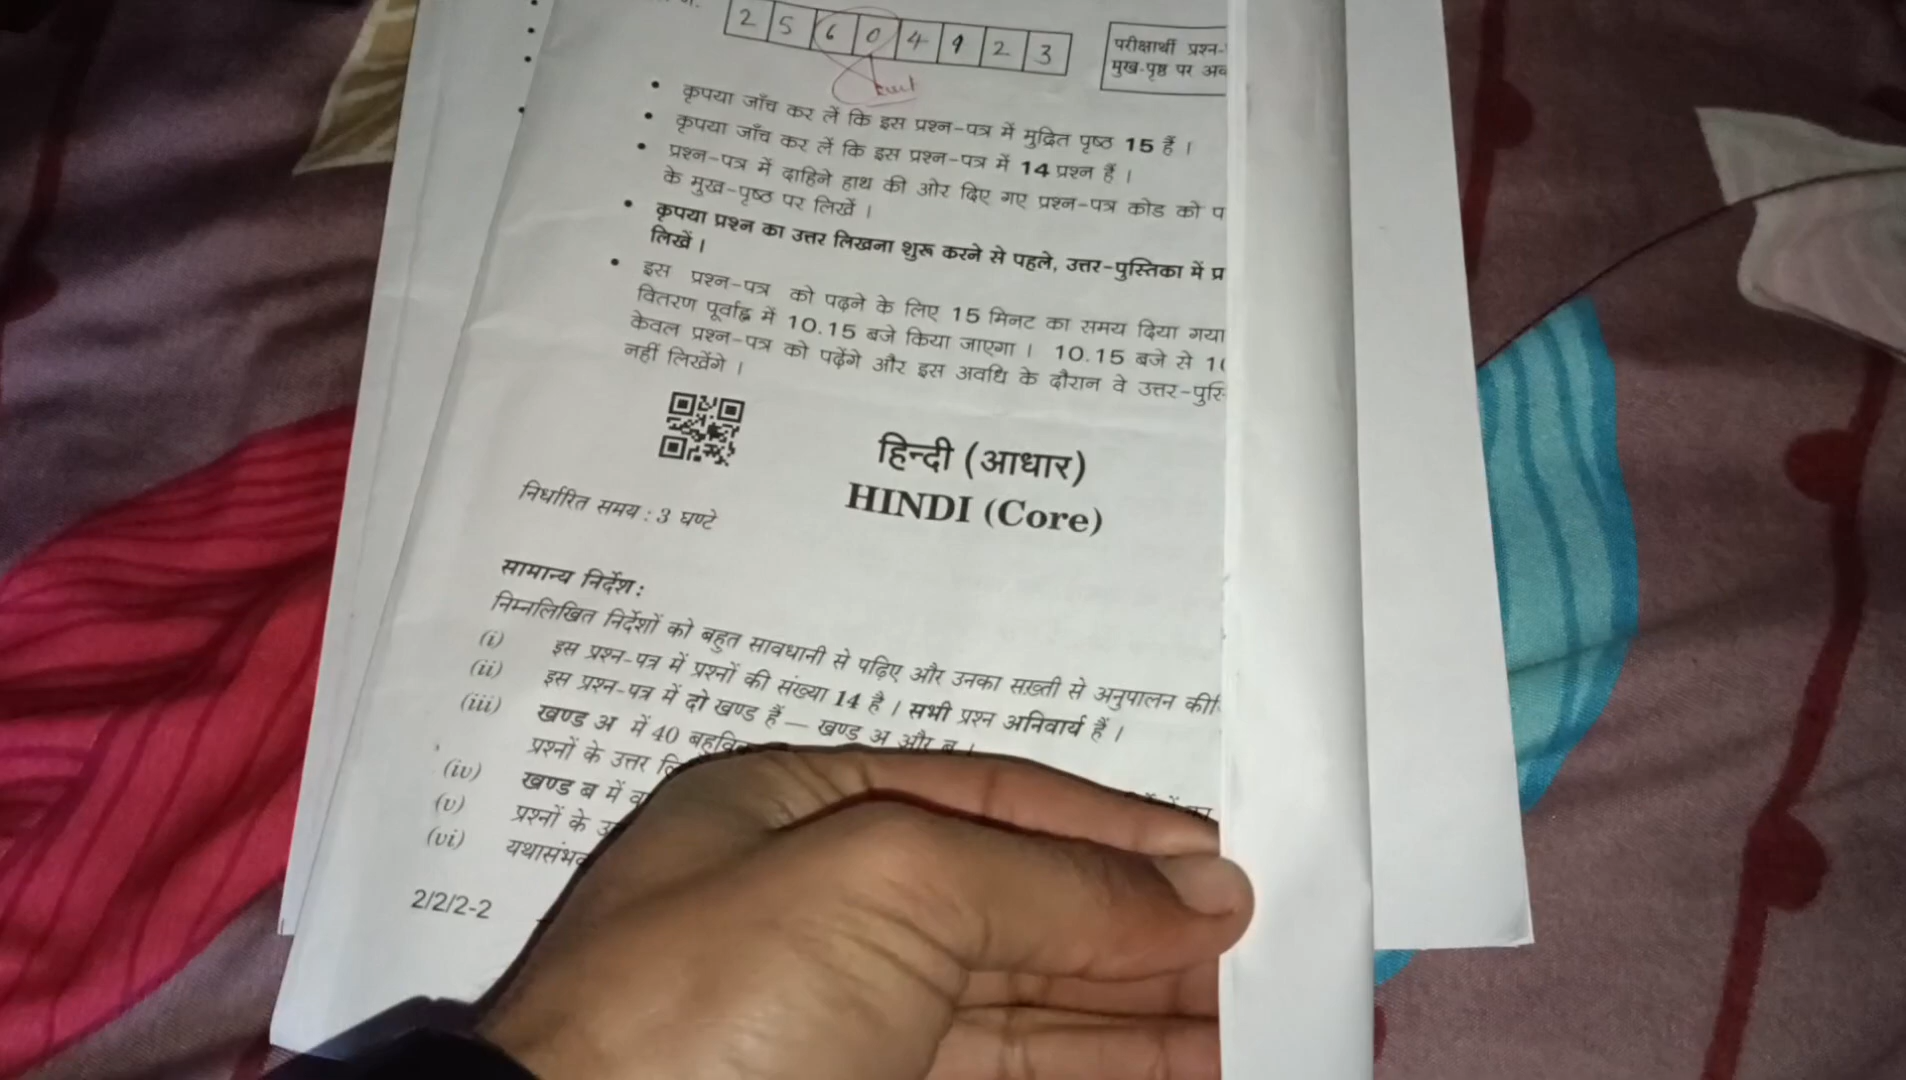 2 5 6 0 4 9 2 3
परीक्षार्थी प्रश्न-
मुख-पृष्ठ पर अव
• कृपया जाँच कर लें कि इस प्रश्न-पत्र में मुद्रित पृष्ठ 15 हैं ।
• कृपया जाँच कर लें कि इस प्रश्न-पत्र में 14 प्रश्न हैं ।
• प्रश्न-पत्र में दाहिने हाथ की ओर दिए गए प्रश्न-पत्र कोड को प
के मुख-पृष्ठ पर लिखें ।
• कृपया प्रश्न का उत्तर लिखना शुरू करने से पहले, उत्तर-पुस्तिका में प्र
लिखें ।
• इस प्रश्न-पत्र को पढ़ने के लिए 15 मिनट का समय दिया गया
वितरण पूर्वाह्न में 10.15 बजे किया जाएगा । 10.15 बजे से 10
केवल प्रश्न-पत्र को पढ़ेंगे और इस अवधि के दौरान वे उत्तर-पुस्ति
नहीं लिखेंगे ।
हिन्दी (आधार)
HINDI (Core)
निर्धारित समय : 3 घण्टे
सामान्य निर्देश :
निम्नलिखित निर्देशों को बहुत सावधानी से पढ़िए और उनका सख़्ती से अनुपालन कीजि
(i) इस प्रश्न-पत्र में प्रश्नों की संख्या 14 है । सभी प्रश्न अनिवार्य हैं ।
(ii) इस प्रश्न-पत्र में दो खण्ड हैं — खण्ड अ और ब ।
(iii) खण्ड अ में 40 बहुवि
प्रश्नों के उत्तर लि
(iv) खण्ड ब में व
(v) प्रश्नों के उ
(vi) यथासंभव
2/2/2-2